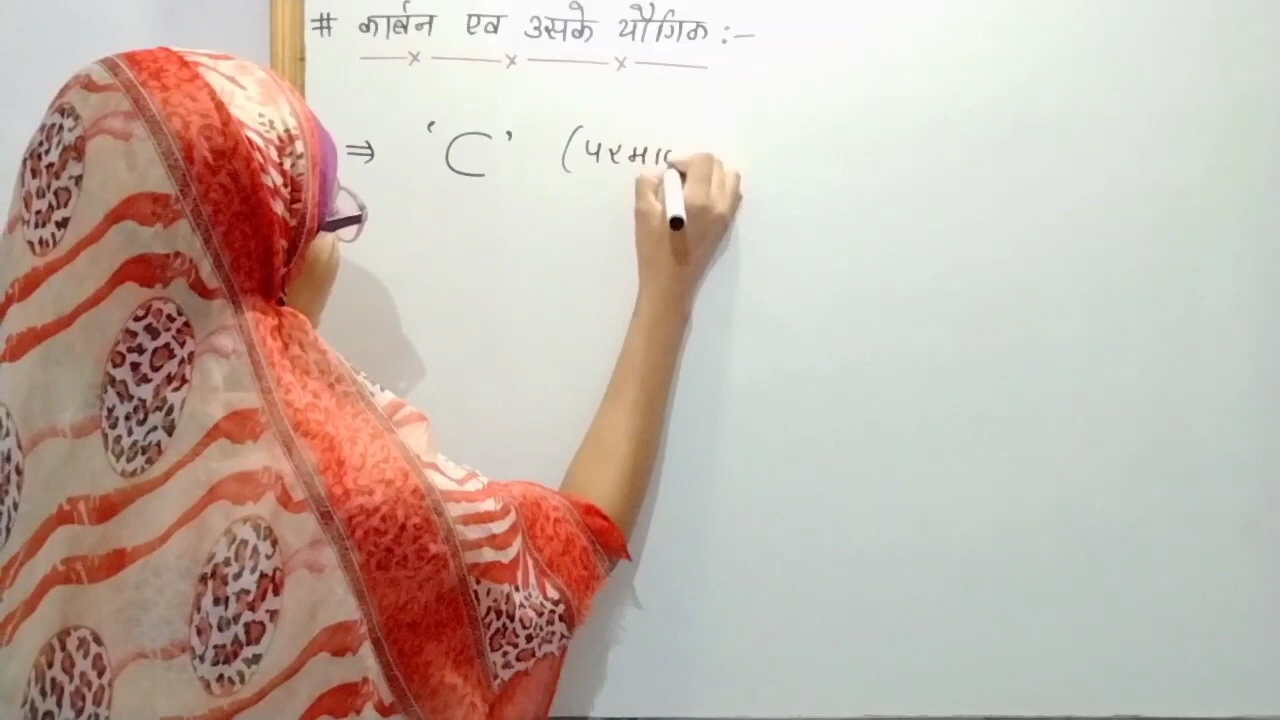 # कार्बन एव उसके यौगिक :-
⇒ 'C' (परमा